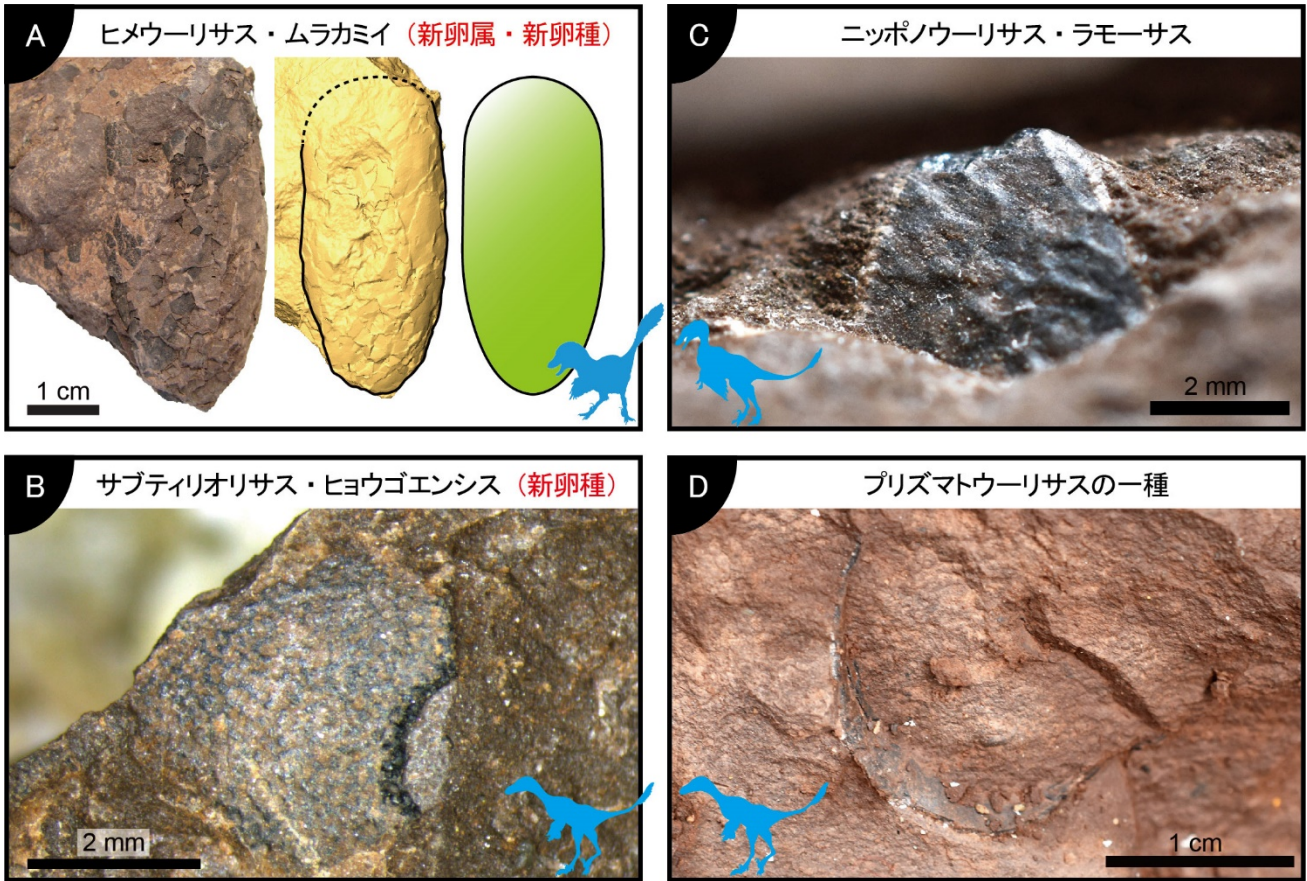 A ヒメウーリサス・ムラカミイ（新卵属・新卵種）
1 cm
B サブティリオリサス・ヒョウゴエンシス（新卵種）
2 mm
C ニッポノウーリサス・ラモーサス
2 mm
D プリズマトウーリサスの一種
1 cm